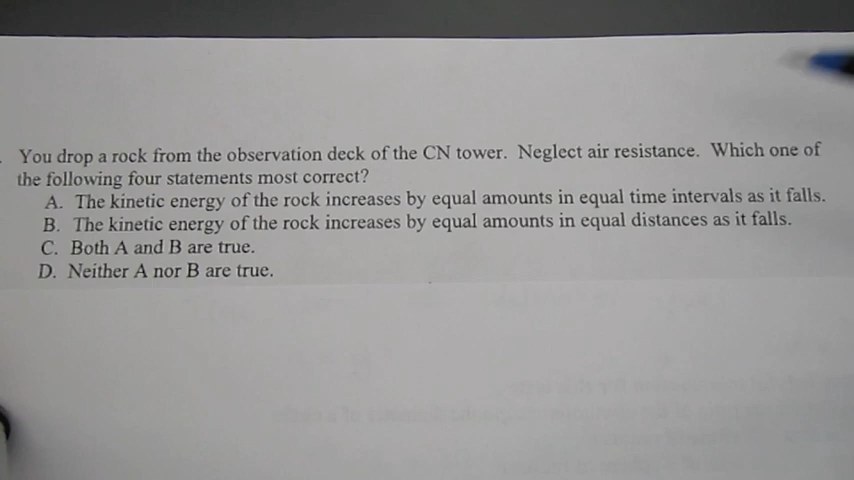 You drop a rock from the observation deck of the CN tower. Neglect air resistance. Which one of
the following four statements most correct?
A. The kinetic energy of the rock increases by equal amounts in equal time intervals as it falls.
B. The kinetic energy of the rock increases by equal amounts in equal distances as it falls.
C. Both A and B are true.
D. Neither A nor B are true.